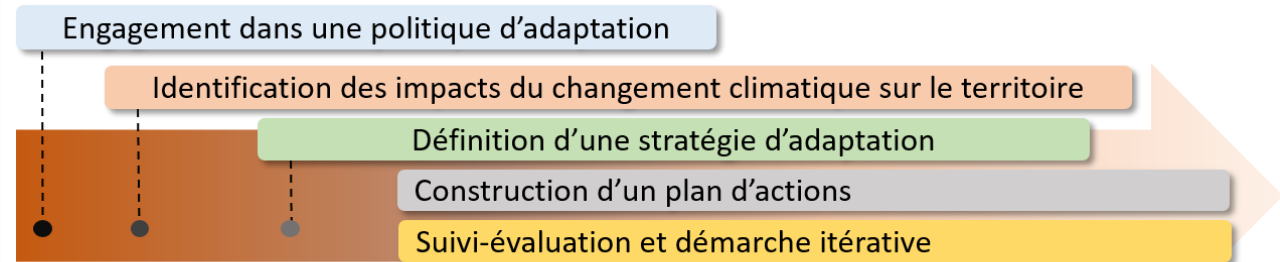 Engagement dans une politique d’adaptation
Identification des impacts du changement climatique sur le territoire
Définition d’une stratégie d’adaptation
Construction d’un plan d’actions
Suivi-évaluation et démarche itérative